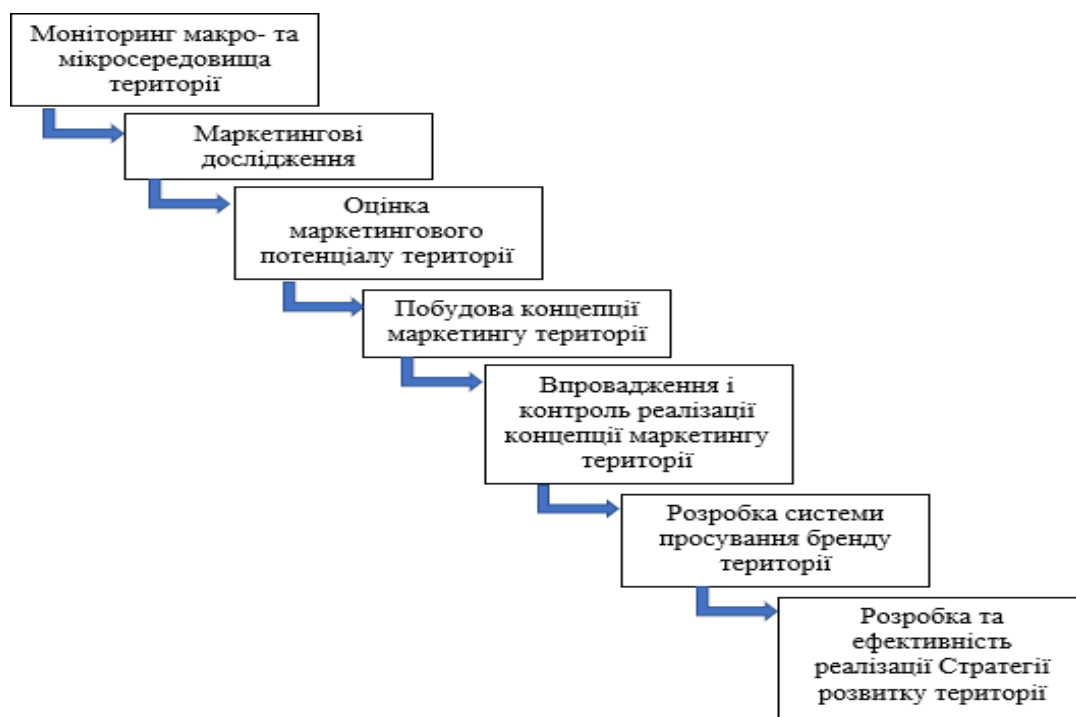 Моніторинг макро- та
мікросередовища
території
Маркетингові
дослідження
Оцінка
маркетингового
потенціалу території
Побудова концепції
маркетингу території
Впровадження і
контроль реалізації
концепції маркетингу
території
Розробка системи
просування бренду
території
Розробка та
ефективність
реалізації Стратегії
розвитку території